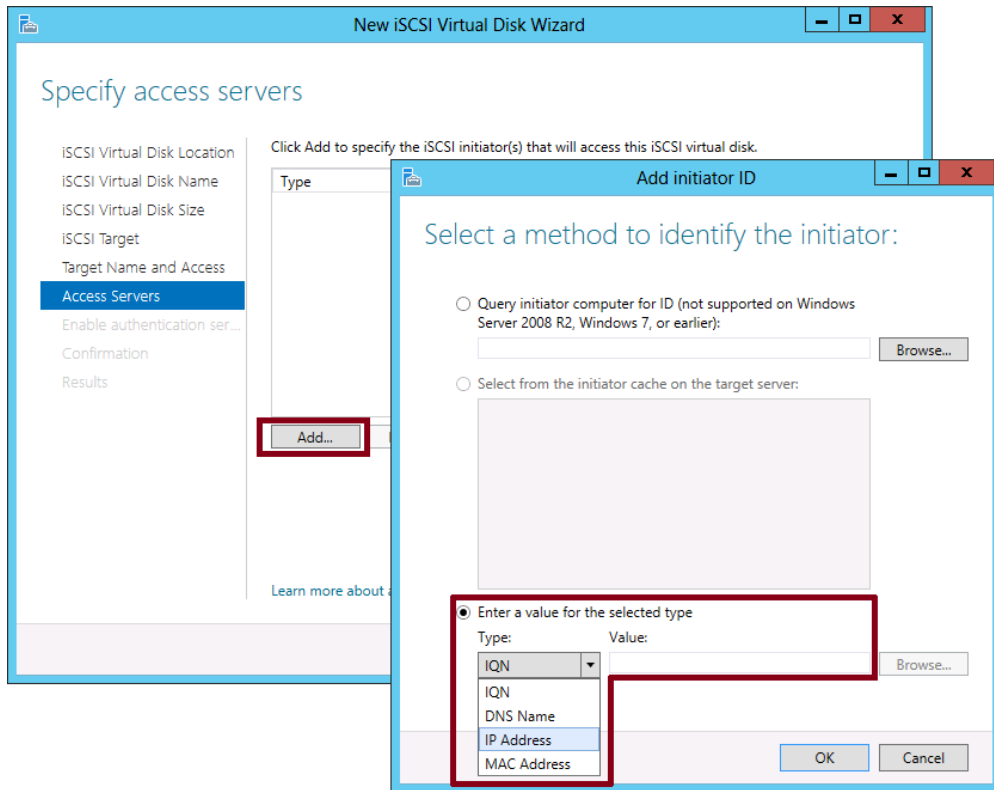 New iSCSI Virtual Disk Wizard
Specify access servers
iSCSI Virtual Disk Location
iSCSI Virtual Disk Name
iSCSI Virtual Disk Size
iSCSI Target
Target Name and Access
Access Servers
Enable authentication ser...
Confirmation
Results
Click Add to specify the iSCSI initiator(s) that will access this iSCSI virtual disk.
Type
Add...
Learn more about
Add initiator ID
Select a method to identify the initiator:
Query initiator computer for ID (not supported on Windows
Server 2008 R2, Windows 7, or earlier):
Browse...
Select from the initiator cache on the target server:
Enter a value for the selected type
Type:
Value:
IQN
Browse...
IQN
DNS Name
IP Address
MAC Address
OK
Cancel